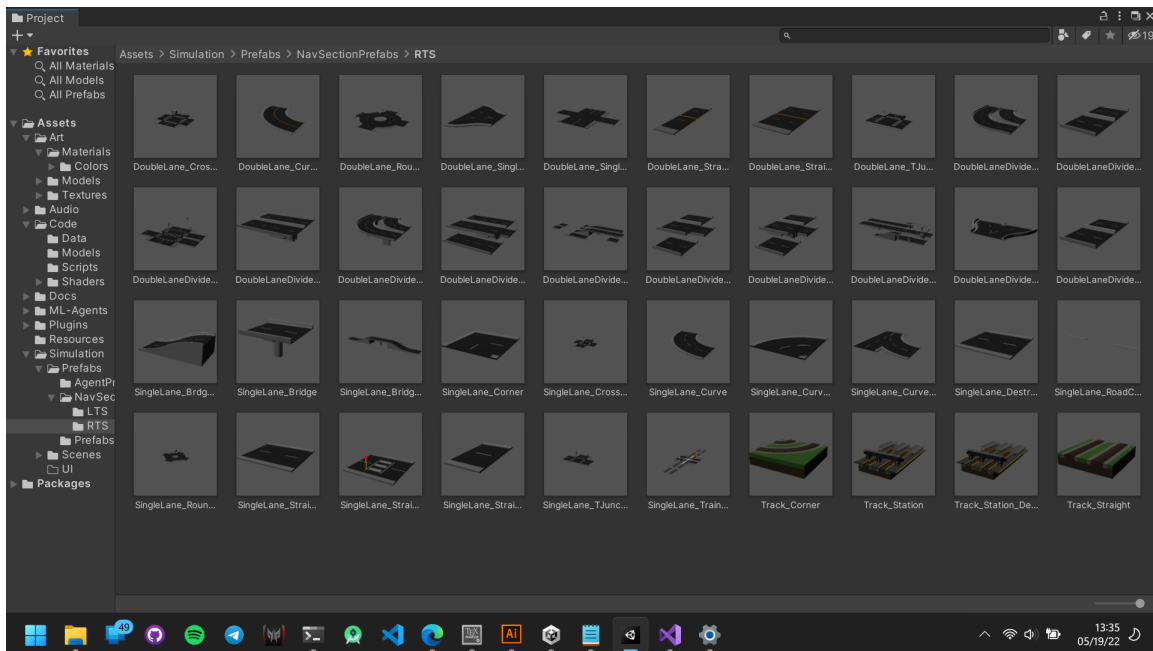 Project
19
Favorites
All Materials
All Models
All Prefabs
Assets
Art
Materials
Colors
Models
Textures
Audio
Code
Data
Models
Scripts
Shaders
Docs
ML-Agents
Plugins
Resources
Simulation
Prefabs
AgentPr
NavSec
LTS
RTS
Prefabs
Scenes
UI
Packages
Assets > Simulation > Prefabs > NavSectionPrefabs > RTS
DoubleLane_Cros... DoubleLane_Cur... DoubleLane_Rou... DoubleLane_Singl... DoubleLane_Singl... DoubleLane_Stra... DoubleLane_Strai... DoubleLane_TJu... DoubleLaneDivide... DoubleLaneDivide...
DoubleLaneDivide... DoubleLaneDivide... DoubleLaneDivide... DoubleLaneDivide... DoubleLaneDivide... DoubleLaneDivide... DoubleLaneDivide... DoubleLaneDivide... DoubleLaneDivide... DoubleLaneDivide...
SingleLane_Brdg... SingleLane_Bridge SingleLane_Bridg... SingleLane_Corner SingleLane_Cross... SingleLane_Curve SingleLane_Curv... SingleLane_Curve... SingleLane_Destr... SingleLane_RoadC...
SingleLane_Roun... SingleLane_Strai... SingleLane_Strai... SingleLane_Strai... SingleLane_TJunc... SingleLane_Train... Track_Corner Track_Station Track_Station_De... Track_Straight
49
Ai
13:35
05/19/22